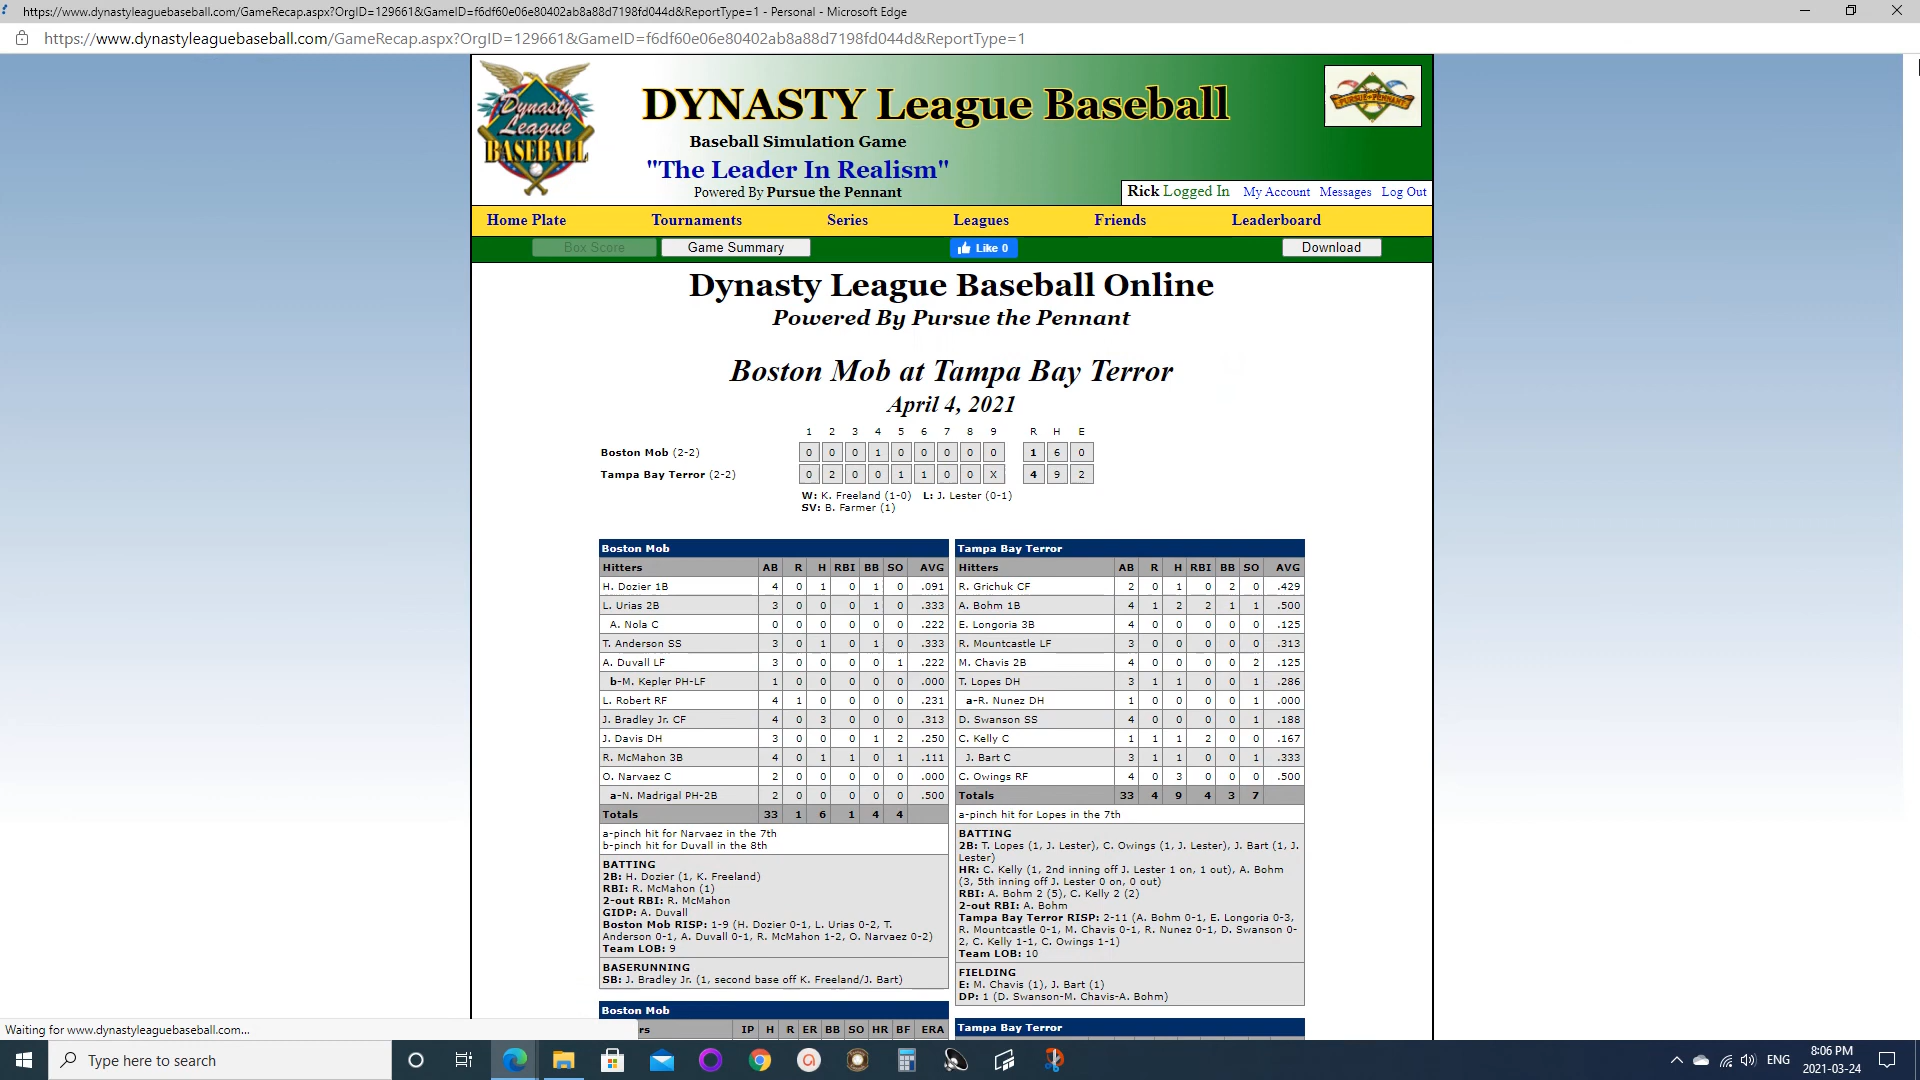 https://www.dynastyleaguebaseball.com/GameRecap.aspx?OrgID=129661&GameID=f6df60e06e80402ab8a88d7198fd044d&ReportType=1 - Personal - Microsoft Edge
https://www.dynastyleaguebaseball.com/GameRecap.aspx?OrgID=129661&GameID=f6df60e06e80402ab8a88d7198fd044d&ReportType=1
Dynasty League BASEBALL
DYNASTY League Baseball
PURSUE the PENNANT
Baseball Simulation Game
"The Leader In Realism"
Powered By Pursue the Pennant
Rick Logged In My Account Messages Log Out
Home Plate Tournaments Series Leagues Friends Leaderboard
Box Score Game Summary Like 0 Download
Dynasty League Baseball Online
Powered By Pursue the Pennant
Boston Mob at Tampa Bay Terror
April 4, 2021
1 2 3 4 5 6 7 8 9 R H E
Boston Mob (2-2) 0 0 0 1 0 0 0 0 0 1 6 0
Tampa Bay Terror (2-2) 0 2 0 0 1 1 0 0 X 4 9 2
W: K. Freeland (1-0) L: J. Lester (0-1)
SV: B. Farmer (1)
Boston Mob
Hitters AB R H RBI BB SO AVG
H. Dozier 1B 4 0 1 0 1 0 .091
L. Urias 2B 3 0 0 0 1 0 .333
A. Nola C 0 0 0 0 0 0 .222
T. Anderson SS 3 0 1 0 1 0 .333
A. Duvall LF 3 0 0 0 0 1 .222
b-M. Kepler PH-LF 1 0 0 0 0 0 .000
L. Robert RF 4 1 0 0 0 0 .231
J. Bradley Jr. CF 4 0 3 0 0 0 .313
J. Davis DH 3 0 0 0 1 2 .250
R. McMahon 3B 4 0 1 1 0 1 .111
O. Narvaez C 2 0 0 0 0 0 .000
a-N. Madrigal PH-2B 2 0 0 0 0 0 .500
Totals 33 1 6 1 4 4
a-pinch hit for Narvaez in the 7th
b-pinch hit for Duvall in the 8th
BATTING
2B: H. Dozier (1, K. Freeland)
RBI: R. McMahon (1)
2-out RBI: R. McMahon
GIDP: A. Duvall
Boston Mob RISP: 1-9 (H. Dozier 0-1, L. Urias 0-2, T.
Anderson 0-1, A. Duvall 0-1, R. McMahon 1-2, O. Narvaez 0-2)
Team LOB: 9
BASERUNNING
SB: J. Bradley Jr. (1, second base off K. Freeland/J. Bart)
Boston Mob
rs IP H R ER BB SO HR BF ERA
Tampa Bay Terror
Hitters AB R H RBI BB SO AVG
R. Grichuk CF 2 0 1 0 2 0 .429
A. Bohm 1B 4 1 2 2 1 1 .500
E. Longoria 3B 4 0 0 0 0 0 .125
R. Mountcastle LF 3 0 0 0 0 0 .313
M. Chavis 2B 4 0 0 0 0 2 .125
T. Lopes DH 3 1 1 0 0 1 .286
a-R. Nunez DH 1 0 0 0 0 1 .000
D. Swanson SS 4 0 0 0 0 1 .188
C. Kelly C 1 1 1 2 0 0 .167
J. Bart C 3 1 1 0 0 1 .333
C. Owings RF 4 0 3 0 0 0 .500
Totals 33 4 9 4 3 7
a-pinch hit for Lopes in the 7th
BATTING
2B: T. Lopes (1, J. Lester), C. Owings (1, J. Lester), J. Bart (1, J.
Lester)
HR: C. Kelly (1, 2nd inning off J. Lester 1 on, 1 out), A. Bohm
(3, 5th inning off J. Lester 0 on, 0 out)
RBI: A. Bohm 2 (5), C. Kelly 2 (2)
2-out RBI: A. Bohm
Tampa Bay Terror RISP: 2-11 (A. Bohm 0-1, E. Longoria 0-3,
R. Mountcastle 0-1, M. Chavis 0-1, R. Nunez 0-1, D. Swanson 0-
2, C. Kelly 1-1, C. Owings 1-1)
Team LOB: 10
FIELDING
E: M. Chavis (1), J. Bart (1)
DP: 1 (D. Swanson-M. Chavis-A. Bohm)
Tampa Bay Terror
Waiting for www.dynastyleaguebaseball.com...
Type here to search
ENG
8:06 PM
2021-03-24